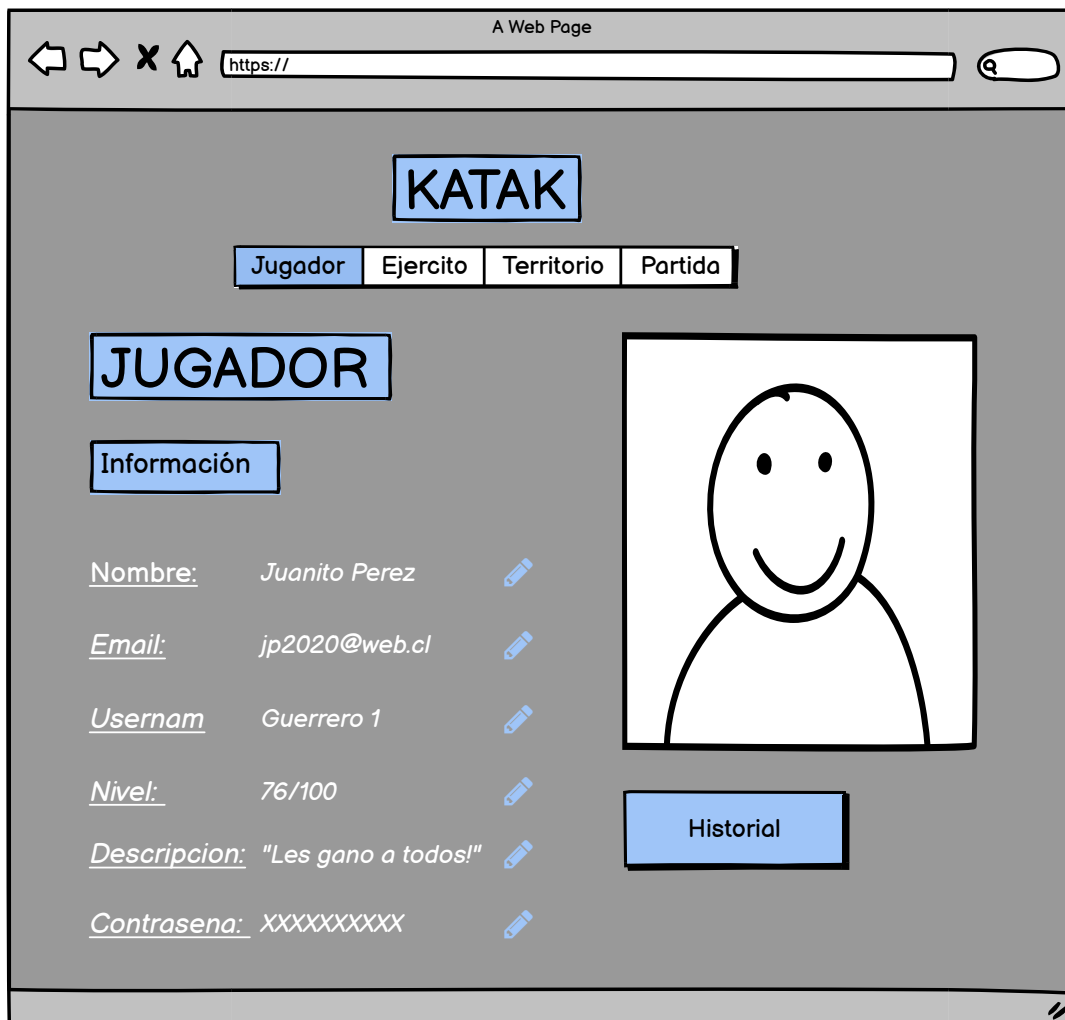 A Web Page
https://
KATAK
Jugador Ejercito Territorio Partida
JUGADOR
Información
Nombre: Juanito Perez
Email: jp2020@web.cl
Usernam Guerrero 1
Nivel: 76/100
Descripcion: "Les gano a todos!"
Contrasena: XXXXXXXXXX
Historial